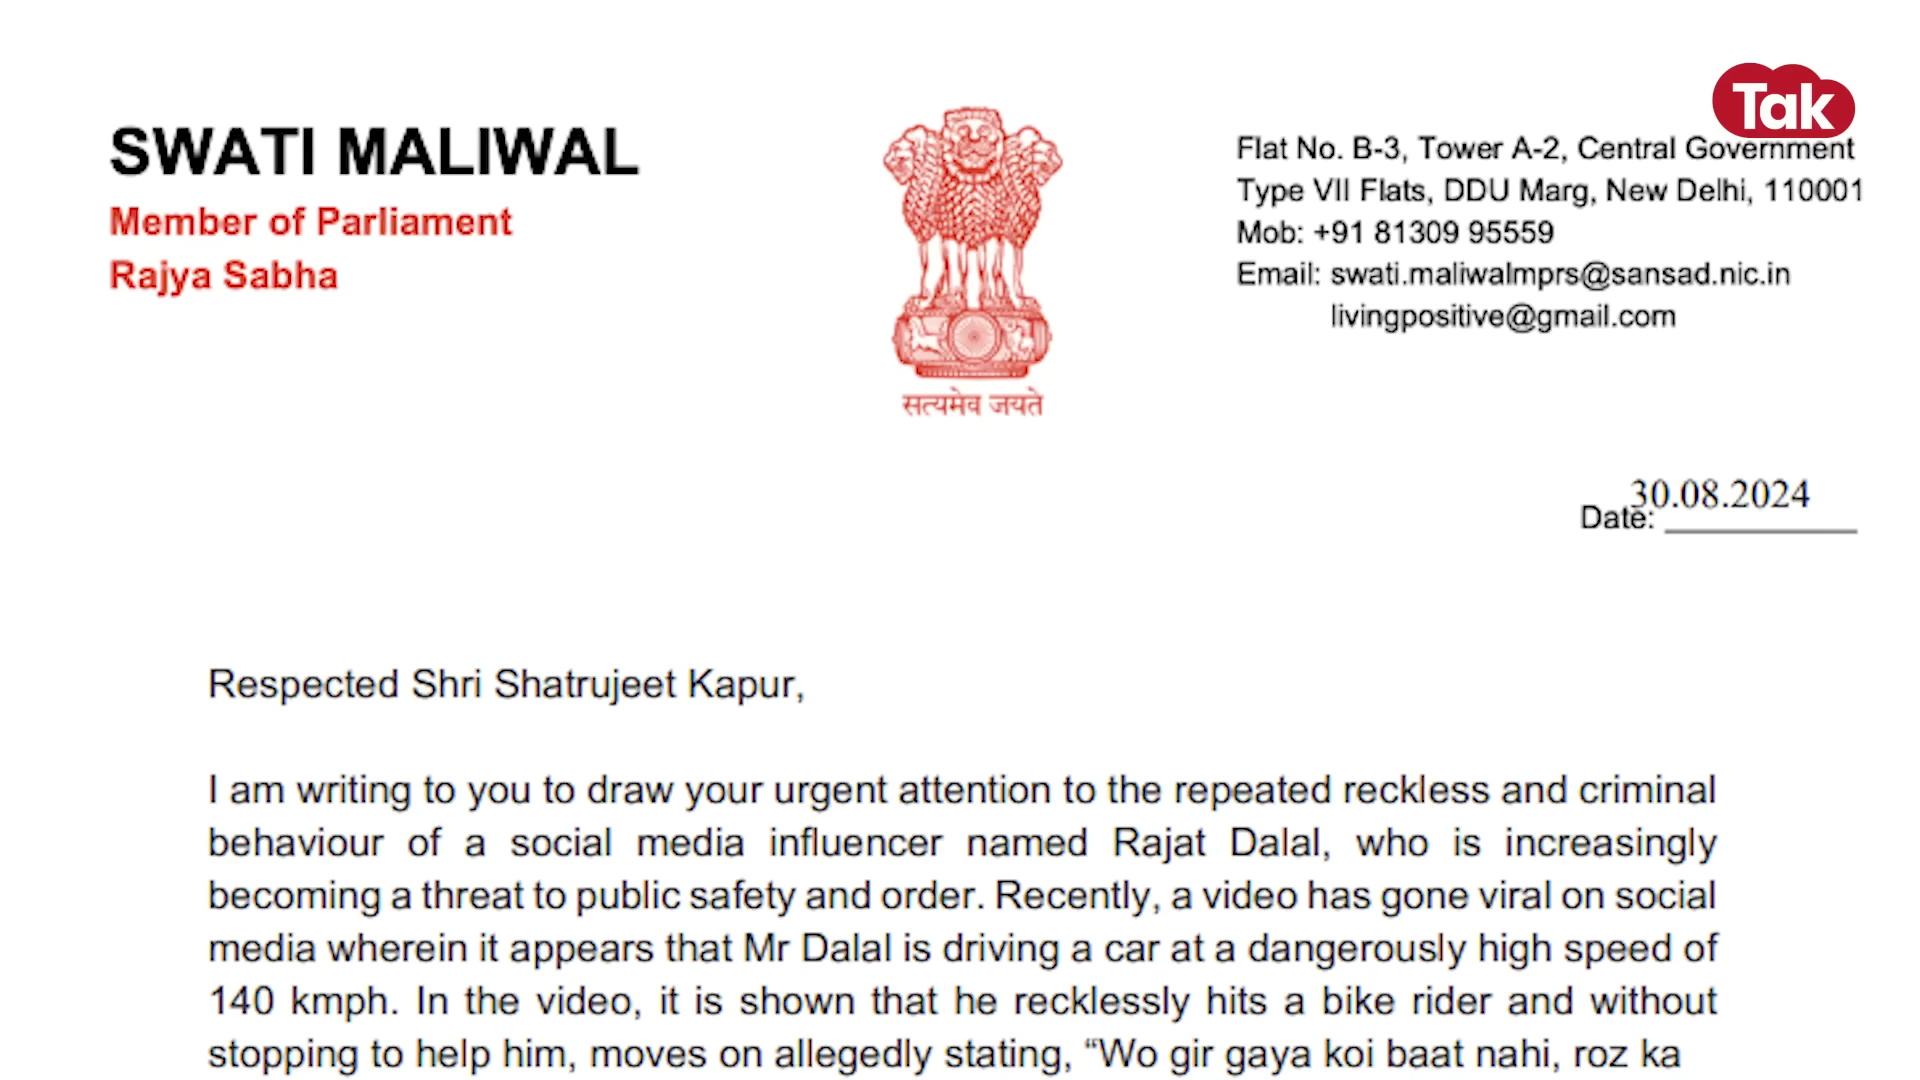 Tak
SWATI MALIWAL
Member of Parliament
Rajya Sabha
सत्यमेव जयते
Flat No. B-3, Tower A-2, Central Government
Type VII Flats, DDU Marg, New Delhi, 110001
Mob: +91 81309 95559
Email: swati.maliwalmprs@sansad.nic.in
livingpositive@gmail.com
30.08.2024
Date:
Respected Shri Shatrujeet Kapur,
I am writing to you to draw your urgent attention to the repeated reckless and criminal
behaviour of a social media influencer named Rajat Dalal, who is increasingly
becoming a threat to public safety and order. Recently, a video has gone viral on social
media wherein it appears that Mr Dalal is driving a car at a dangerously high speed of
140 kmph. In the video, it is shown that he recklessly hits a bike rider and without
stopping to help him, moves on allegedly stating, “Wo gir gaya koi baat nahi, roz ka